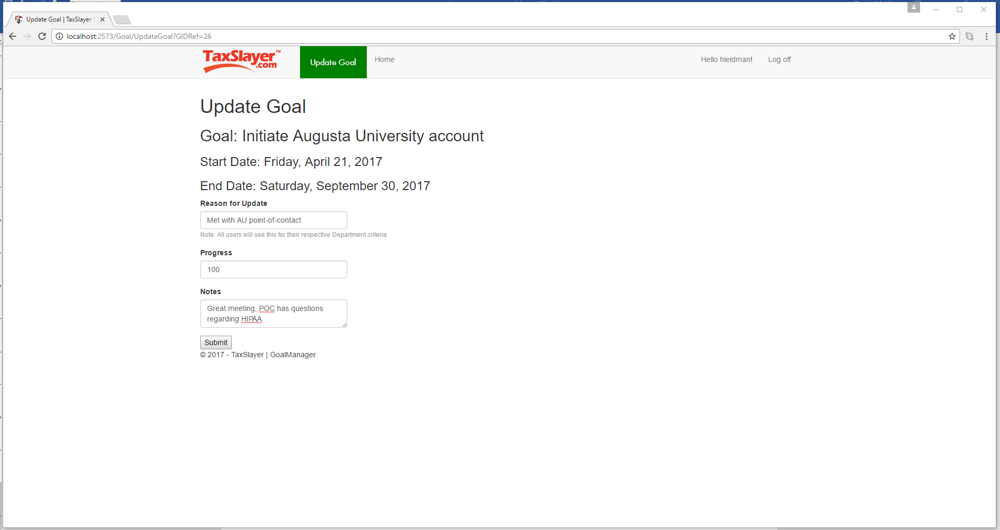 Update Goal | TaxSlayer
localhost:2573/Goal/UpdateGoal?GIDRef=26
TaxSlayer™
.com
Update Goal
Home
Hello hleidman!
Log off
Update Goal
Goal: Initiate Augusta University account
Start Date: Friday, April 21, 2017
End Date: Saturday, September 30, 2017
Reason for Update
Met with AU point-of-contact
Note: All users will see this for their respective Department criteria
Progress
100
Notes
Great meeting, POC has questions
regarding HIPAA.
Submit
© 2017 - TaxSlayer | GoalManager